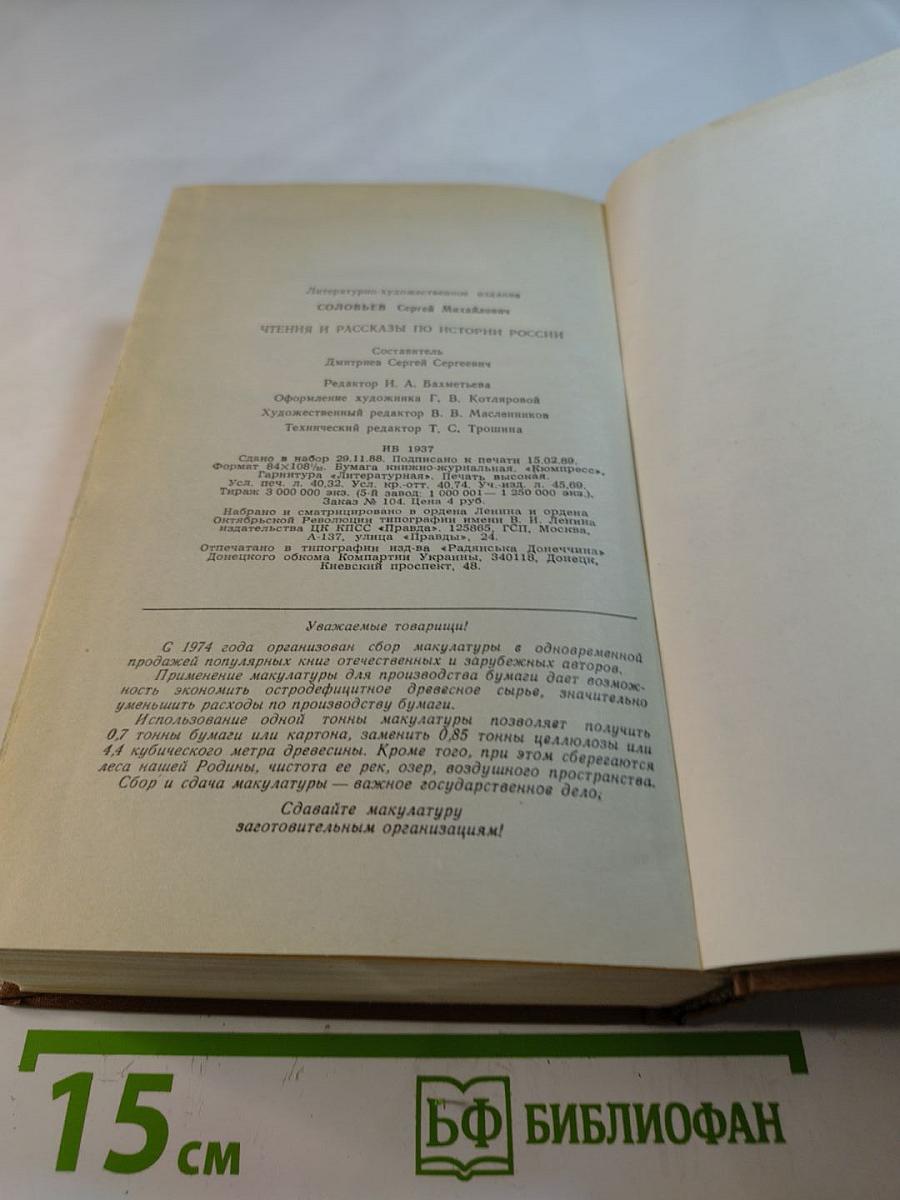 Литературно-художественное издание
СОЛОВЬЕВ Сергей Михайлович
ЧТЕНИЯ И РАССКАЗЫ ПО ИСТОРИИ РОССИИ
Составитель
Дмитриев Сергей Сергеевич
Редактор И. А. Бахметьева
Оформление художника Г. В. Котляровой
Художественный редактор В. В. Масленников
Технический редактор Т. С. Трошина
ИБ 1937
Сдано в набор 29.11.88. Подписано к печати 15.02.89.
Формат 84×108¹/₃₂. Бумага книжно-журнальная. «Кюмпресс».
Гарнитура «Литературная». Печать высокая.
Усл. печ. л. 40,32. Усл. кр.-отт. 40,74. Уч.-изд. л. 45,69.
Тираж 3 000 000 экз. (5-й завод: 1 000 001— 1 250 000 экз.).
Заказ № 104. Цена 4 руб.
Набрано и сматрицировано в ордена Ленина и ордена
Октябрьской Революции типографии имени В. И. Ленина
издательства ЦК КПСС «Правда». 125865, ГСП, Москва,
А-137, улица «Правды», 24.
Отпечатано в типографии изд-ва «Радянська Донеччина»
Донецкого обкома Компартии Украины, 340118, Донецк,
Киевский проспект, 48.
Уважаемые товарищи!
С 1974 года организован сбор макулатуры с одновременной
продажей популярных книг отечественных и зарубежных авторов.
Применение макулатуры для производства бумаги дает возмож-
ность экономить остродефицитное древесное сырье, значительно
уменьшить расходы по производству бумаги.
Использование одной тонны макулатуры позволяет получить
0,7 тонны бумаги или картона, заменить 0,85 тонны целлюлозы или
4,4 кубического метра древесины. Кроме того, при этом сберегаются
леса нашей Родины, чистота ее рек, озер, воздушного пространства.
Сбор и сдача макулатуры — важное государственное дело.
Сдавайте макулатуру
заготовительным организациям!
15 см
БФ БИБЛИОФАН